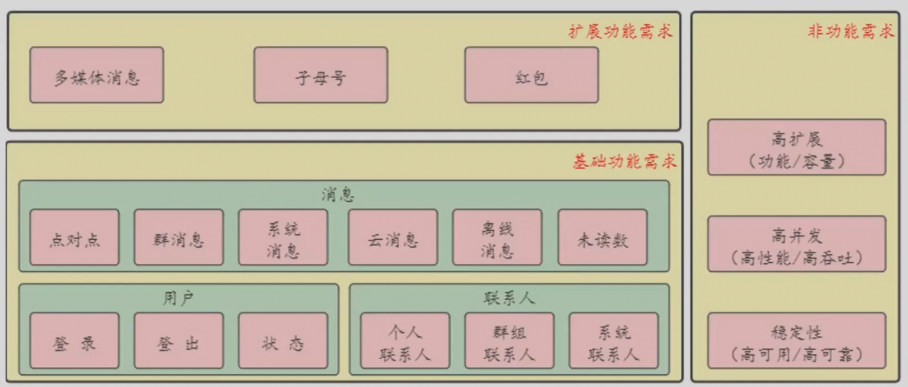 扩展功能需求
多媒体消息
子母号
红包
基础功能需求
消息
点对点
群消息
系统
消息
云消息
离线
消息
未读数
用户
登录
登出
状态
联系人
个人
联系人
群组
联系人
系统
联系人
非功能需求
高扩展
（功能/容量）
高并发
（高性能/高吞吐）
稳定性
（高可用/高可靠）